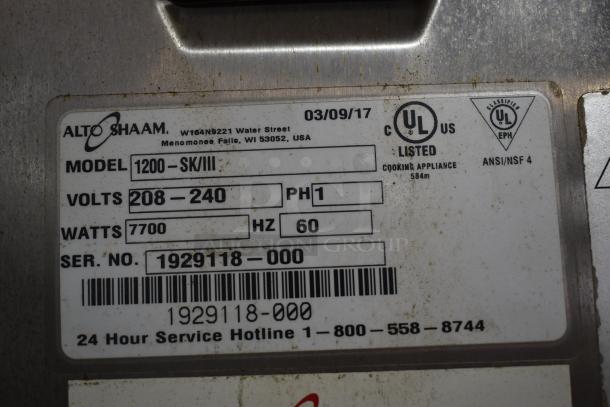 ALTO SHAAM.
03/09/17
W164N9221 Water Street
Menomonee Falls, WI 53052, USA
C UL US
LISTED
COOKING APPLIANCE
584m
CLASSIFIED
UL
EPH
ANSI/NSF 4
MODEL 1200-SK/III
VOLTS 208-240 PH 1
WATTS 7700 HZ 60
SER. NO. 1929118-000
1929118-000
24 Hour Service Hotline 1-800-558-8744
AUCTION GROUP